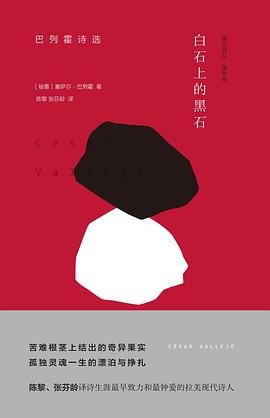 巴列霍诗选
白石上的黑石
[秘鲁] 塞萨尔·巴列霍 著
陈黎 张芬龄 译
César
Vallejo
CÉSAR VALLEJO
苦难根茎上结出的奇异果实
孤独灵魂一生的漂泊与挣扎
陈黎、张芬龄译诗生涯最早致力和最钟爱的拉美现代诗人